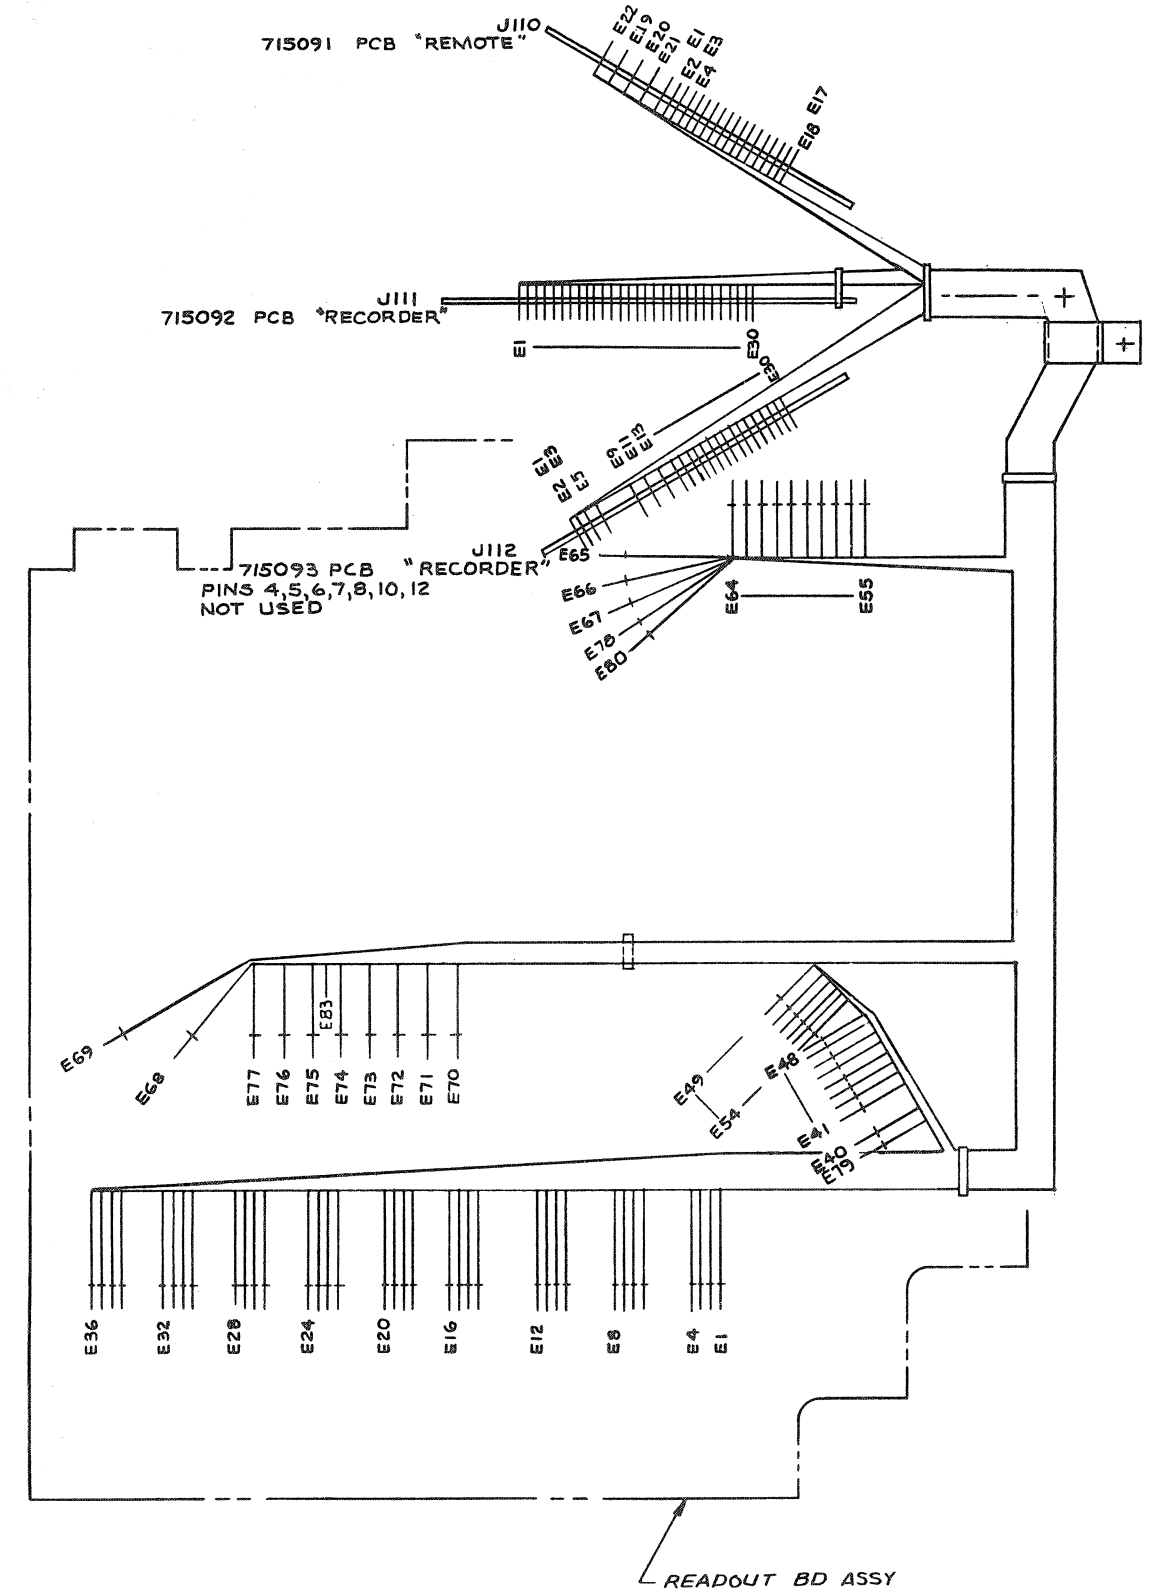 J110
715091 PCB "REMOTE"
E22
E19
E20
E21
E1
E3
E2
E4
E17
E18
J111
715092 PCB "RECORDER"
E1
E30
E30
E1
E3
E2
E5
E9
E11
E13
J112
715093 PCB "RECORDER"
PINS 4,5,6,7,8,10,12
NOT USED
E65
E66
E67
E78
E80
E64
E55
E69
E68
E77
E76
E75
E83
E74
E73
E72
E71
E70
E49
E54
E48
E41
E40
E79
E36
E32
E28
E24
E20
E16
E12
E8
E4
E1
READOUT BD ASSY